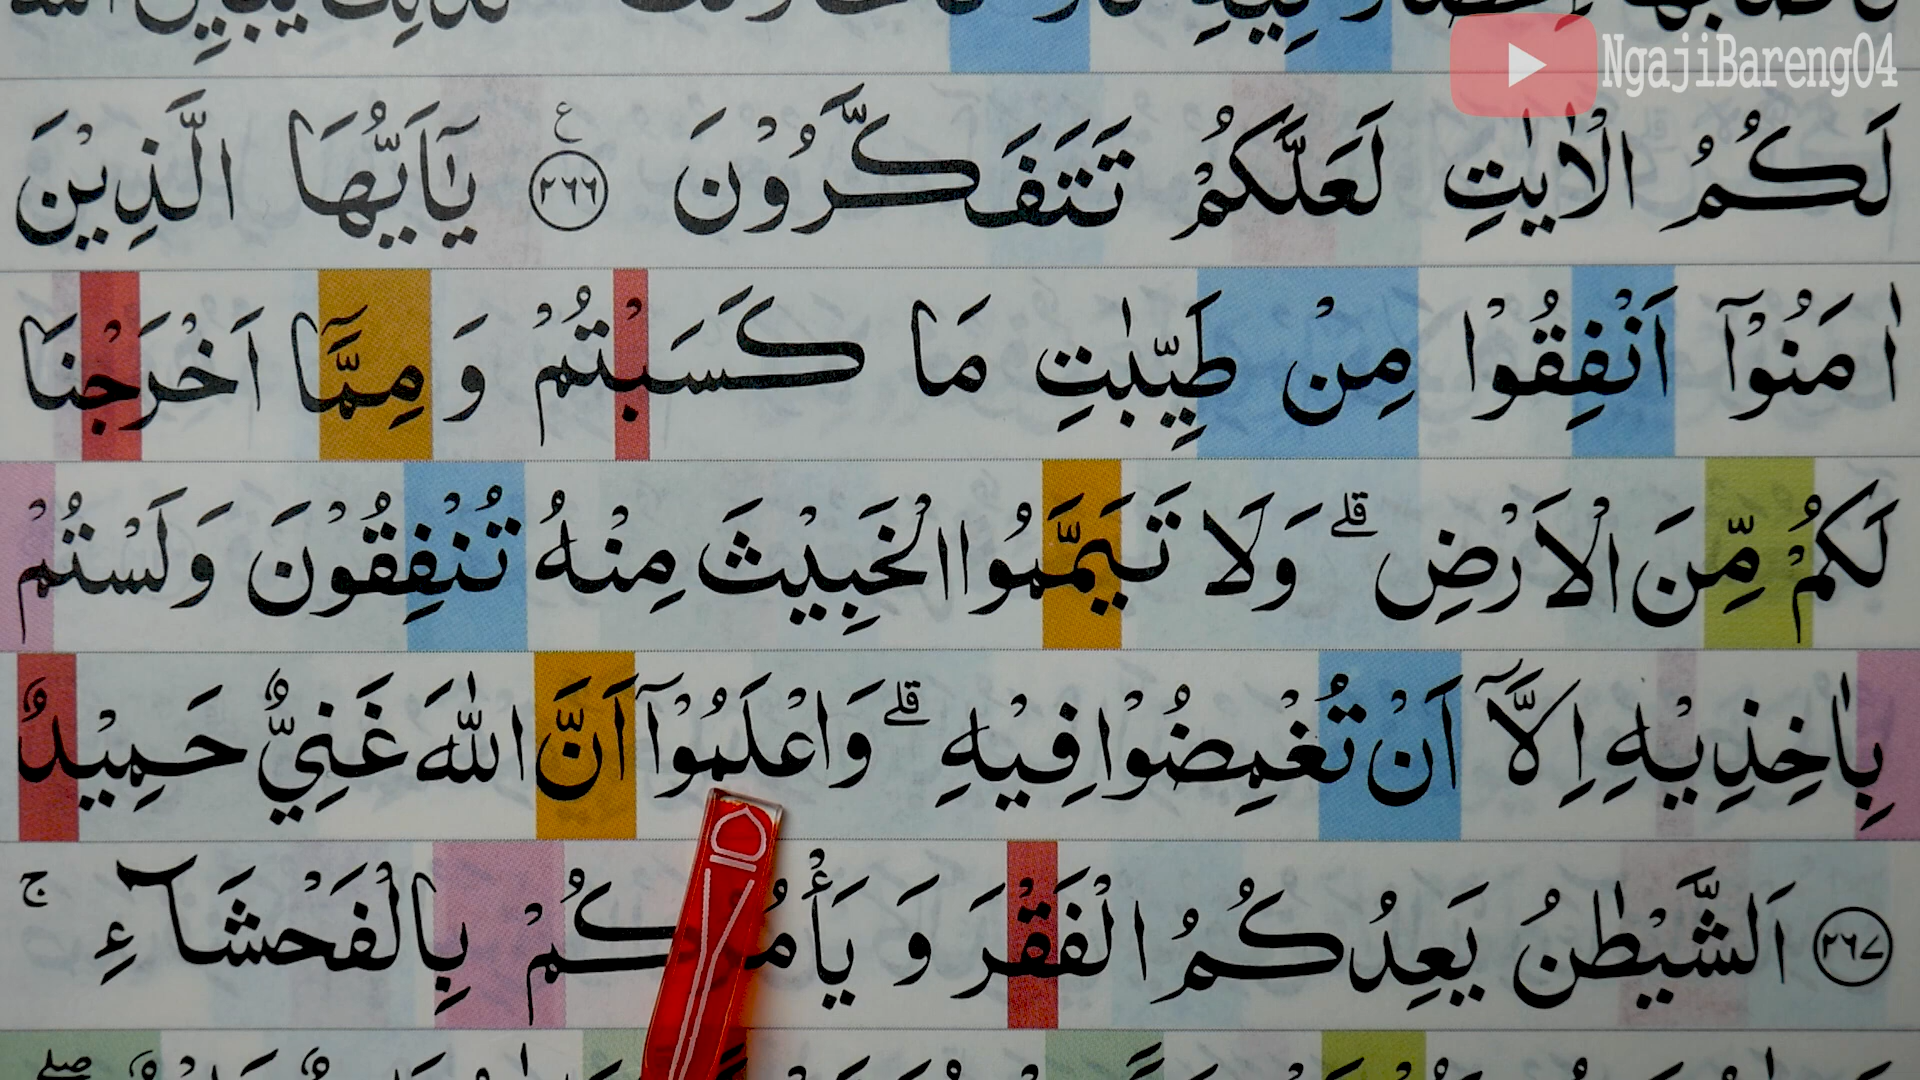 NgajiBareng04
لَكُمُ الْاٰيٰتِ لَعَلَّكُمْ تَتَفَكَّرُوْنَ ࣖ ٢٦٦ يٰٓاَيُّهَا الَّذِيْنَ
اٰمَنُوْٓا اَنْفِقُوْا مِنْ طَيِّبٰتِ مَا كَسَبْتُمْ وَمِمَّآ اَخْرَجْنَا
لَكُمْ مِّنَ الْاَرْضِ ۗ وَلَا تَيَمَّمُوا الْخَبِيْثَ مِنْهُ تُنْفِقُوْنَ وَلَسْتُمْ
بِاٰخِذِيْهِ اِلَّآ اَنْ تُغْمِضُوْا فِيْهِ ۗ وَاعْلَمُوْٓا اَنَّ اللّٰهَ غَنِيٌّ حَمِيْدٌ
٢٦٧ اَلشَّيْطٰنُ يَعِدُكُمُ الْفَقْرَ وَيَأْمُرُكُمْ بِالْفَحْشَاۤءِ ۚ